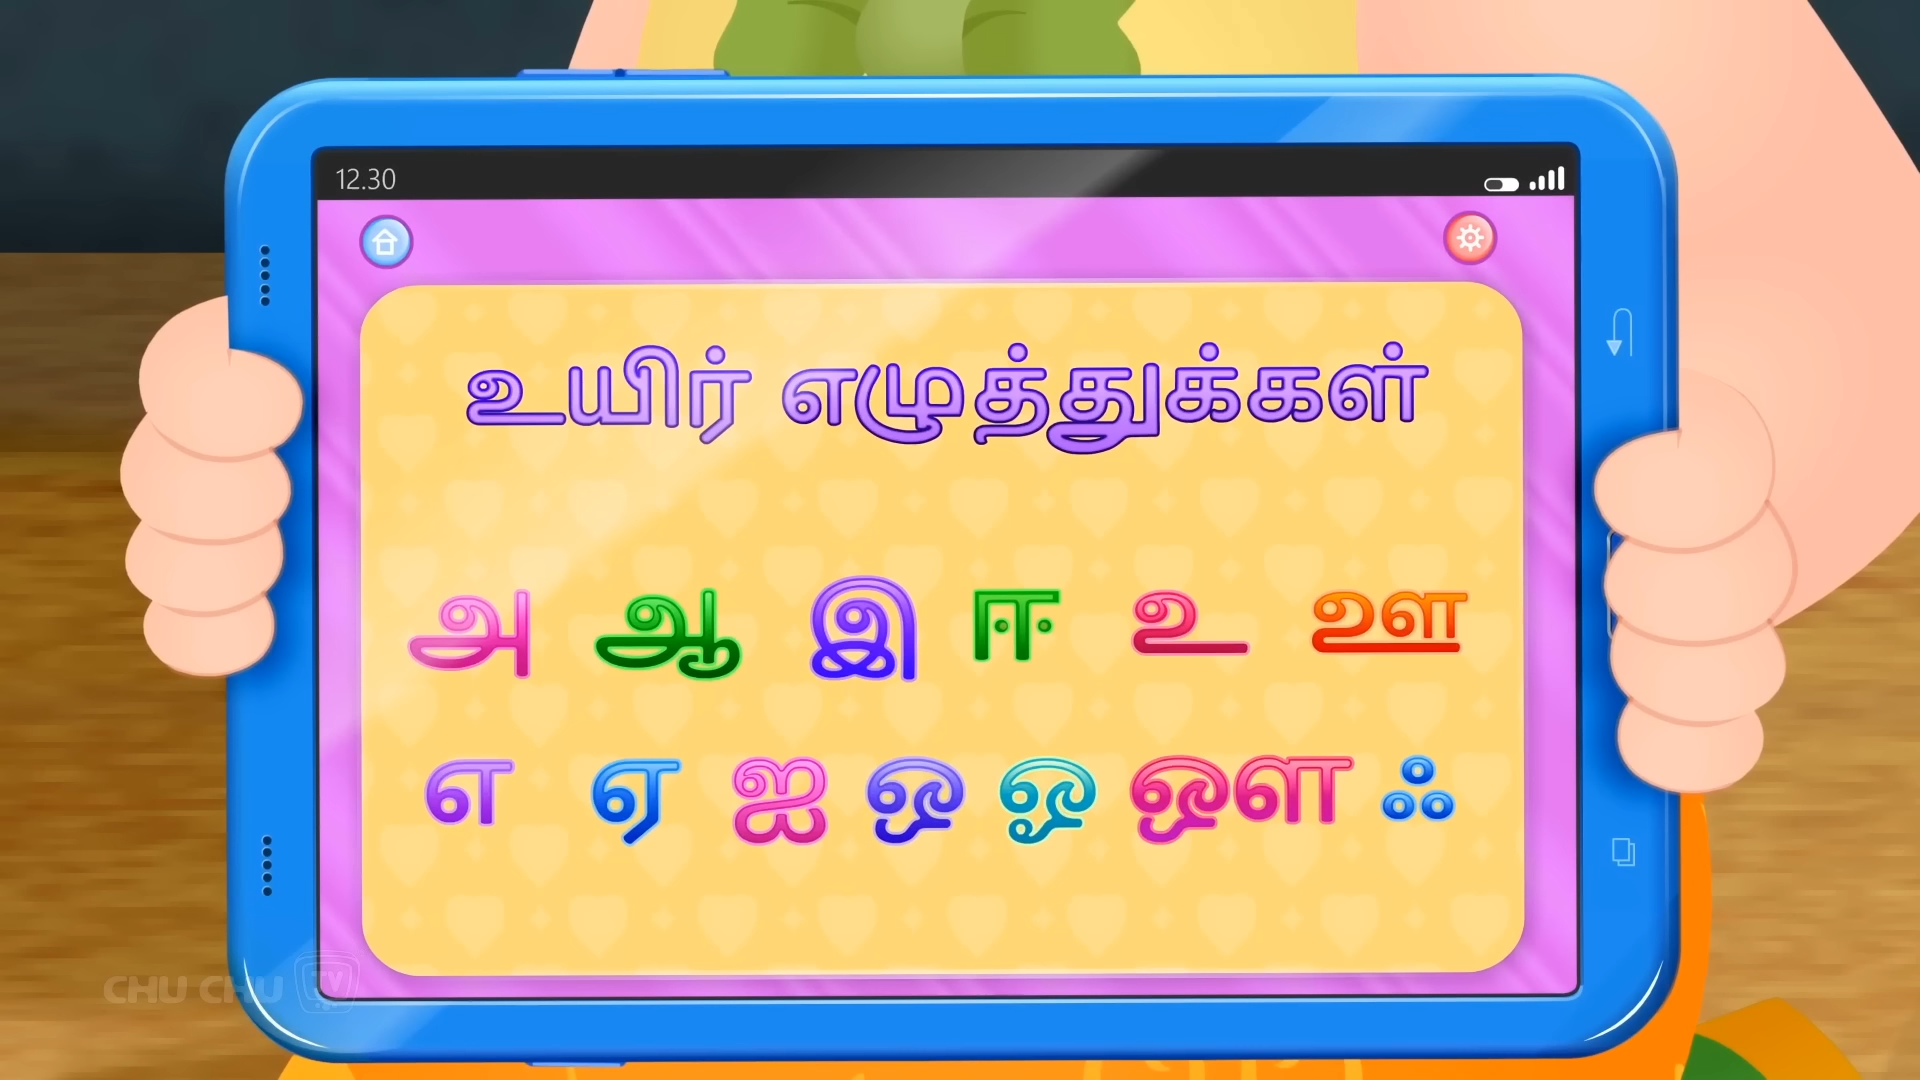 12.30
உயிர் எழுத்துக்கள்
அ ஆ இ ஈ உ ஊ
எ ஏ ஐ ஒ ஓ ஔ ஃ
CHU CHU TV